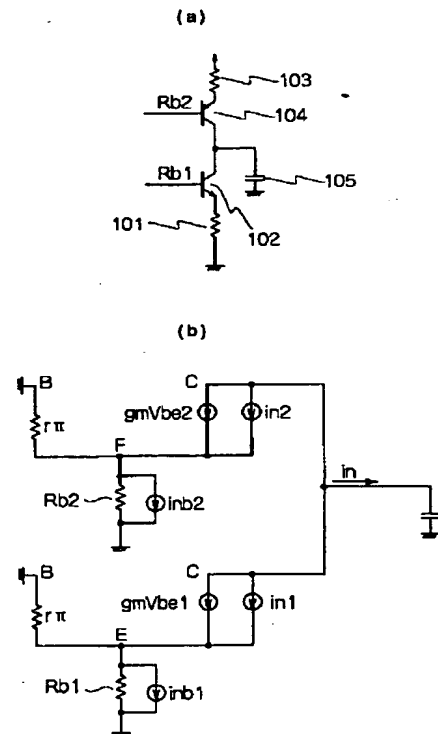 (a)
103
Rb2
104
Rb1
105
101
102
(b)
B
C
gmVbe2
in2
rπ
F
in
Rb2
inb2
B
C
gmVbe1
in1
rπ
E
Rb1
inb1